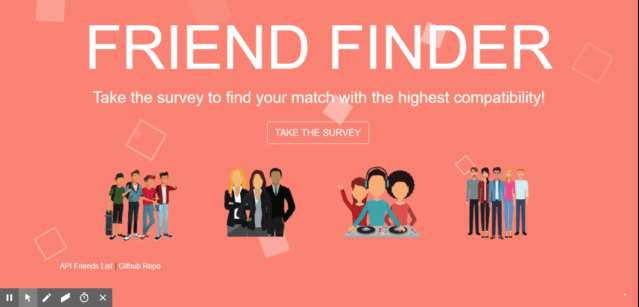 FRIEND FINDER
Take the survey to find your match with the highest compatibility!
TAKE THE SURVEY
API Friends List | Github Repo